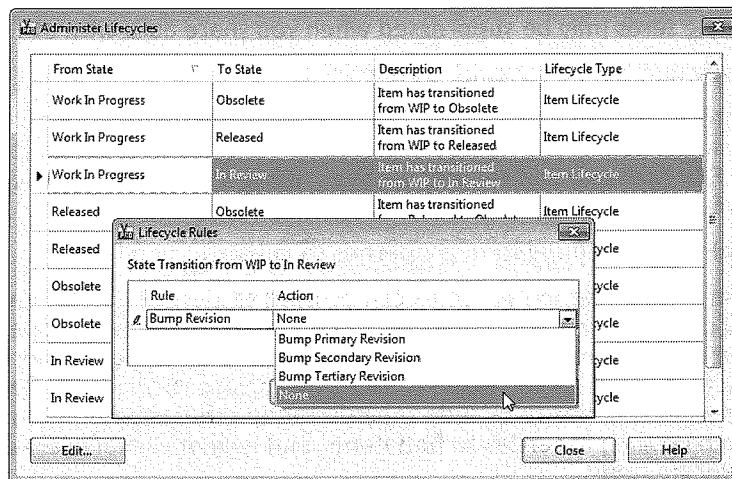 Administer Lifecycles
From State To State Description Lifecycle Type
Work In Progress Obsolete Item has transitioned from WIP to Obsolete Item Lifecycle
Work In Progress Released Item has transitioned from WIP to Released Item Lifecycle
Work In Progress In Review Item has transitioned from WIP to In Review Item Lifecycle
Released Obsolete Item has transitioned Item Lifecycle
Released
Obsolete
Obsolete
In Review
In Review
Lifecycle Rules
State Transition from WIP to In Review
Rule Action
Bump Revision None
Bump Primary Revision
Bump Secondary Revision
Bump Tertiary Revision
None
Edit... Close Help